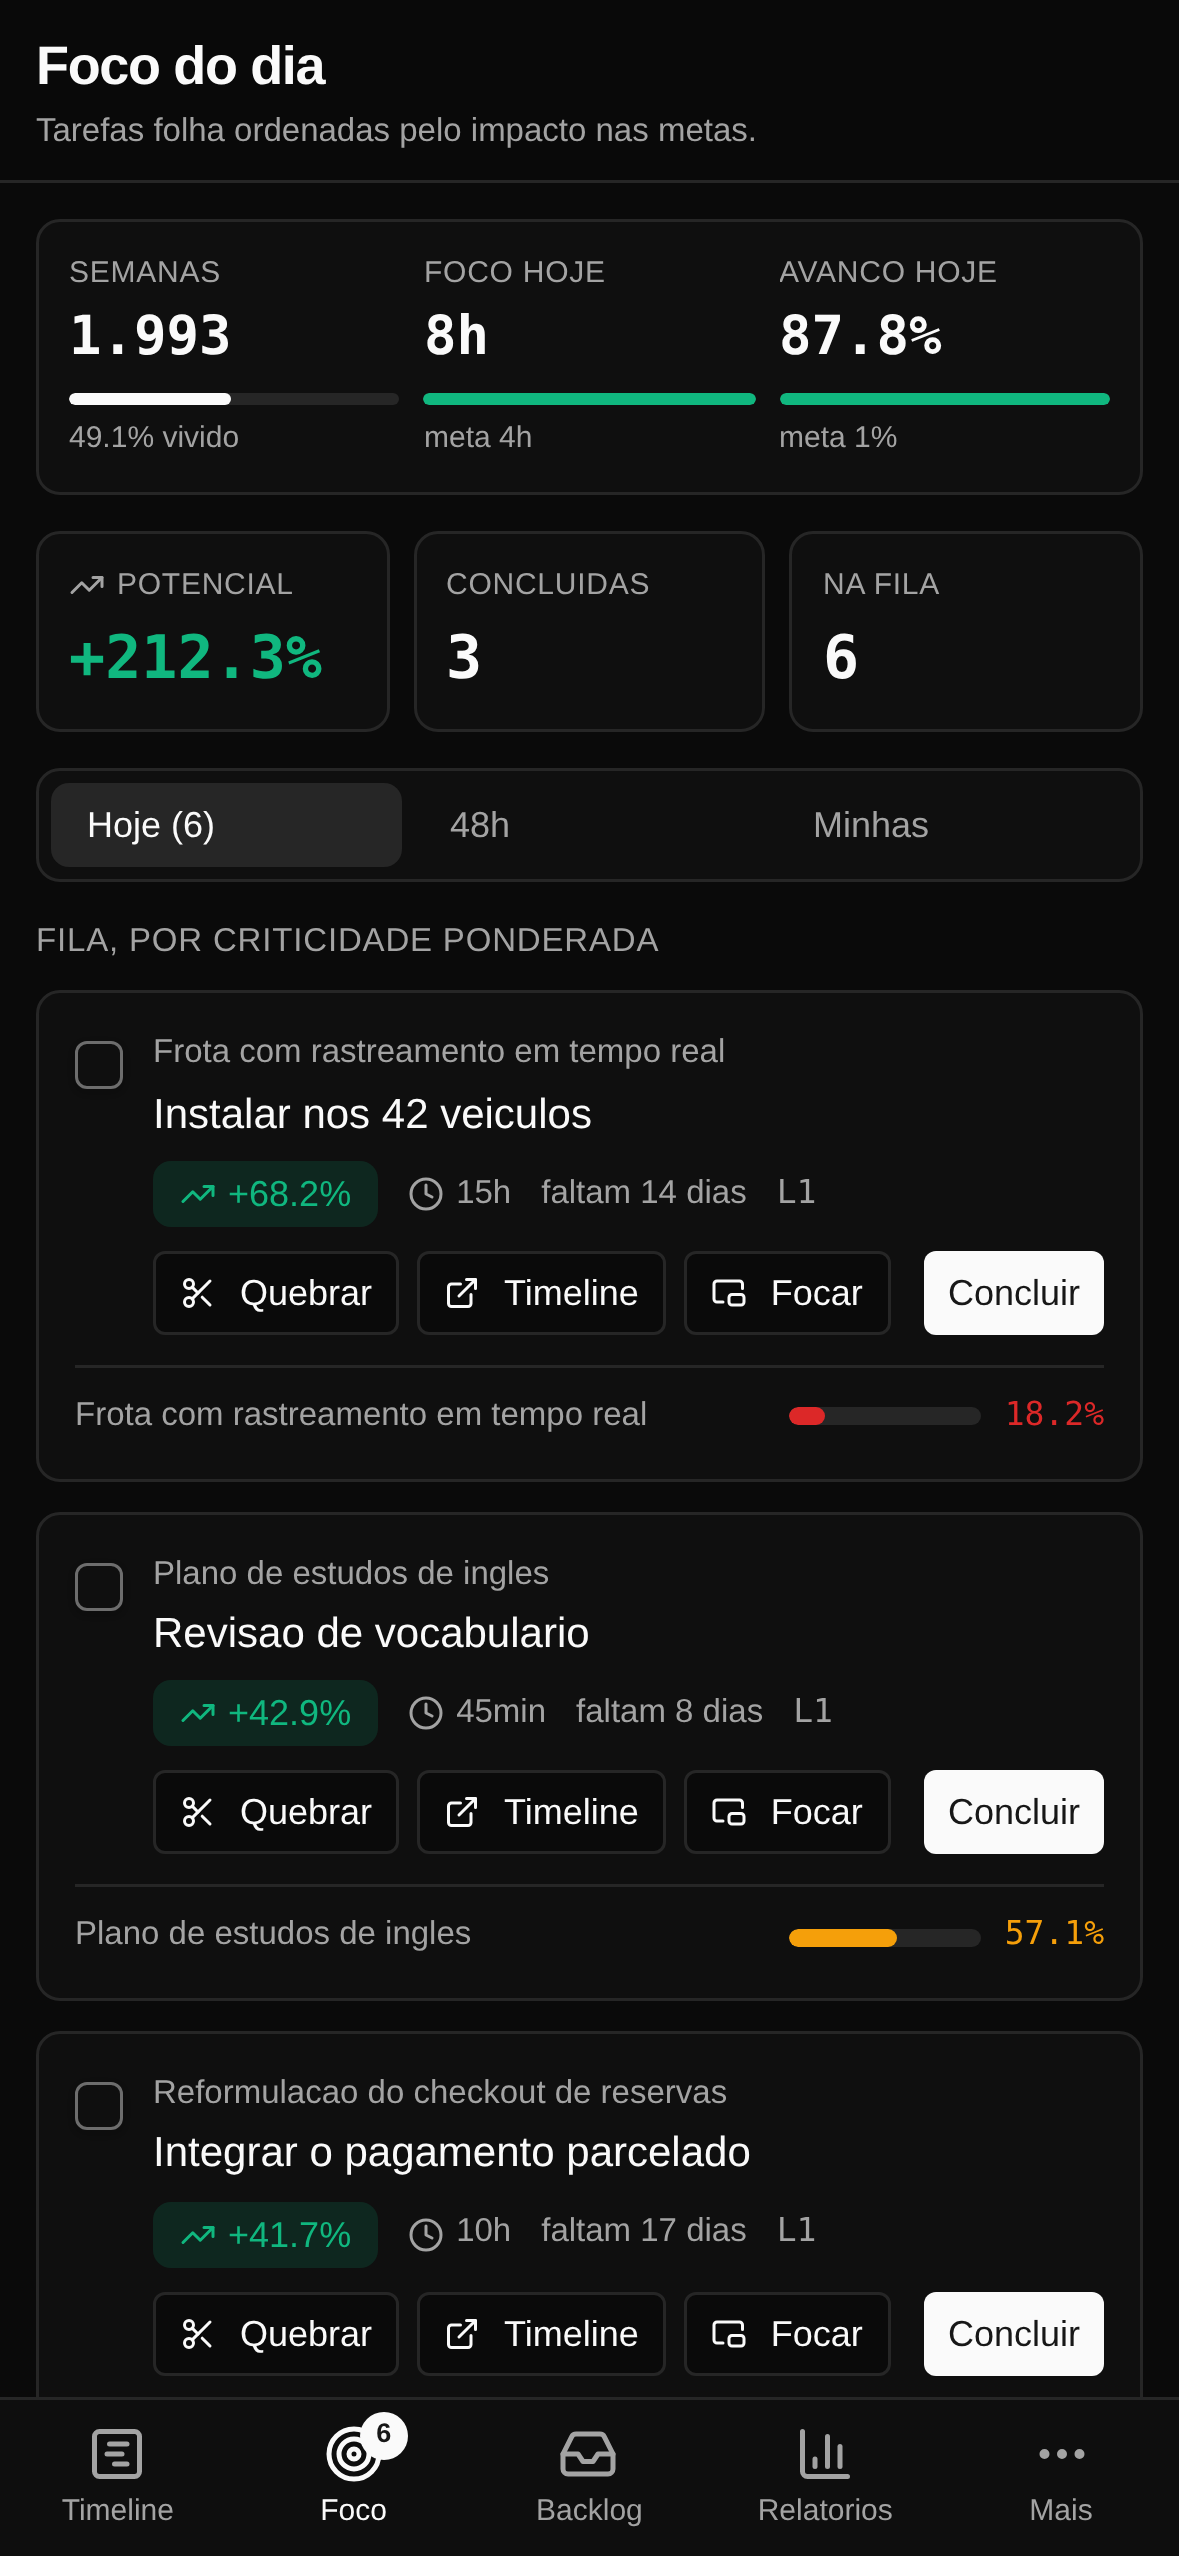 Foco do dia
Tarefas folha ordenadas pelo impacto nas metas.
SEMANAS
1.993
49.1% vivido
FOCO HOJE
8h
meta 4h
AVANCO HOJE
87.8%
meta 1%
POTENCIAL
+212.3%
CONCLUIDAS
3
NA FILA
6
Hoje (6)
48h
Minhas
FILA, POR CRITICIDADE PONDERADA
Frota com rastreamento em tempo real
Instalar nos 42 veiculos
+68.2% 15h faltam 14 dias L1
Quebrar Timeline Focar Concluir
Frota com rastreamento em tempo real 18.2%
Plano de estudos de ingles
Revisao de vocabulario
+42.9% 45min faltam 8 dias L1
Quebrar Timeline Focar Concluir
Plano de estudos de ingles 57.1%
Reformulacao do checkout de reservas
Integrar o pagamento parcelado
+41.7% 10h faltam 17 dias L1
Quebrar Timeline Focar Concluir
6
Timeline Foco Backlog Relatorios Mais